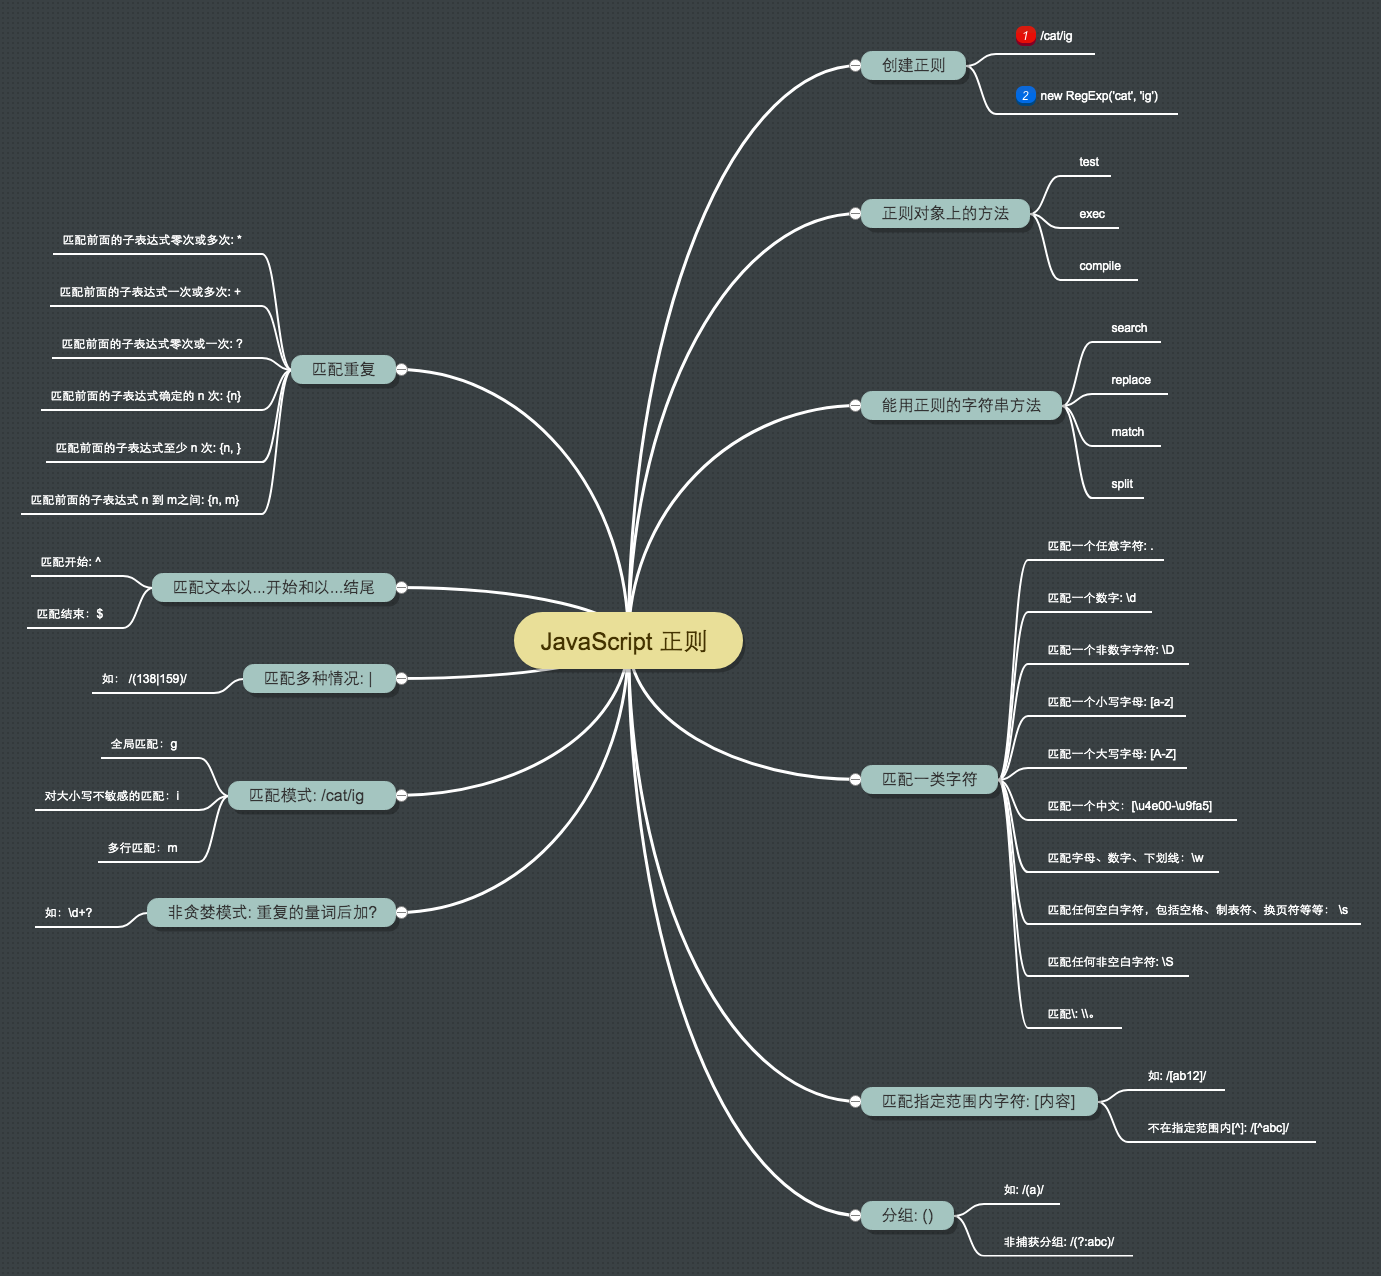 JavaScript 正则
创建正则
1 /cat/ig
2 new RegExp('cat', 'ig')
正则对象上的方法
test
exec
compile
能用正则的字符串方法
search
replace
match
split
匹配一类字符
匹配一个任意字符: .
匹配一个数字: \d
匹配一个非数字字符: \D
匹配一个小写字母: [a-z]
匹配一个大写字母: [A-Z]
匹配一个中文：[\u4e00-\u9fa5]
匹配字母、数字、下划线：\w
匹配任何空白字符，包括空格、制表符、换页符等等： \s
匹配任何非空白字符: \S
匹配\: \\。
匹配指定范围内字符: [内容]
如: /[ab12]/
不在指定范围内[^]: /[^abc]/
分组: ()
如: /(a)/
非捕获分组: /(?:abc)/
匹配重复
匹配前面的子表达式零次或多次: *
匹配前面的子表达式一次或多次: +
匹配前面的子表达式零次或一次: ?
匹配前面的子表达式确定的 n 次: {n}
匹配前面的子表达式至少 n 次: {n, }
匹配前面的子表达式 n 到 m之间: {n, m}
匹配文本以...开始和以...结尾
匹配开始: ^
匹配结束：$
匹配多种情况: |
如： /(138|159)/
匹配模式: /cat/ig
全局匹配：g
对大小写不敏感的匹配：i
多行匹配：m
非贪婪模式: 重复的量词后加?
如：\d+?